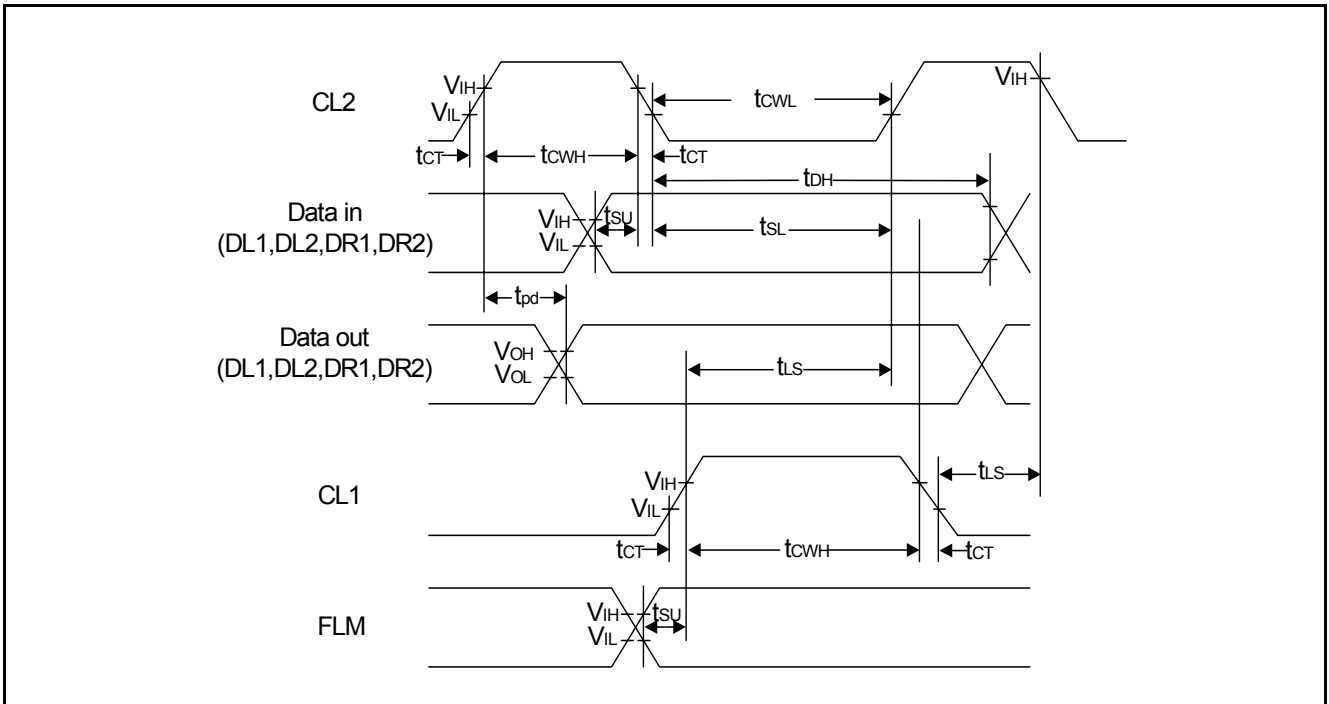 CL2
VIH
VIL
tCT
tCWH
tCT
tCWL
VIH
tDH
Data in
(DL1,DL2,DR1,DR2)
VIH
VIL
tSU
tSL
tpd
Data out
(DL1,DL2,DR1,DR2)
VOH
VOL
tLS
CL1
VIH
VIL
tLS
tCT
tCWH
tCT
FLM
VIH
VIL
tSU